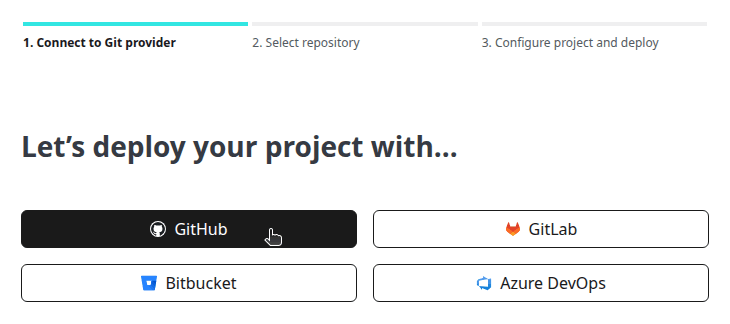 1. Connect to Git provider
2. Select repository
3. Configure project and deploy
Let’s deploy your project with...
GitHub
GitLab
Bitbucket
Azure DevOps